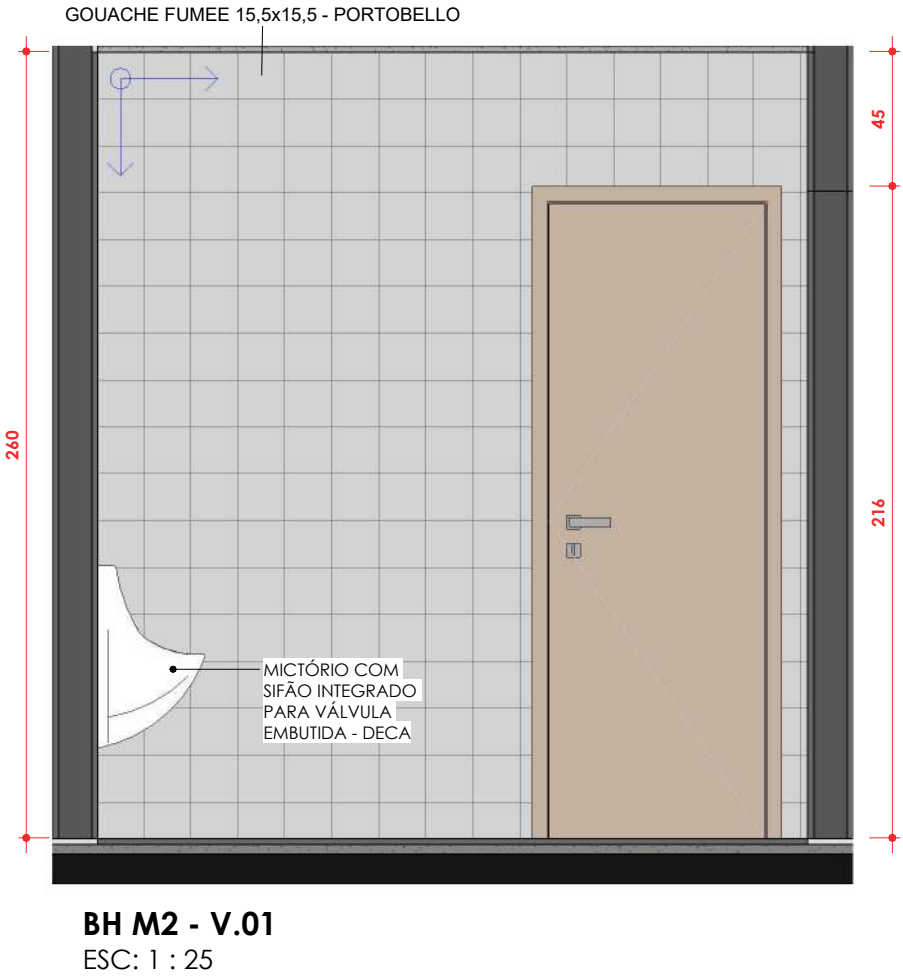 GOUACHE FUMEE 15,5x15,5 - PORTOBELLO
45
260
216
MICTÓRIO COM
SIFÃO INTEGRADO
PARA VÁLVULA
EMBUTIDA - DECA
BH M2 - V.01
ESC: 1 : 25